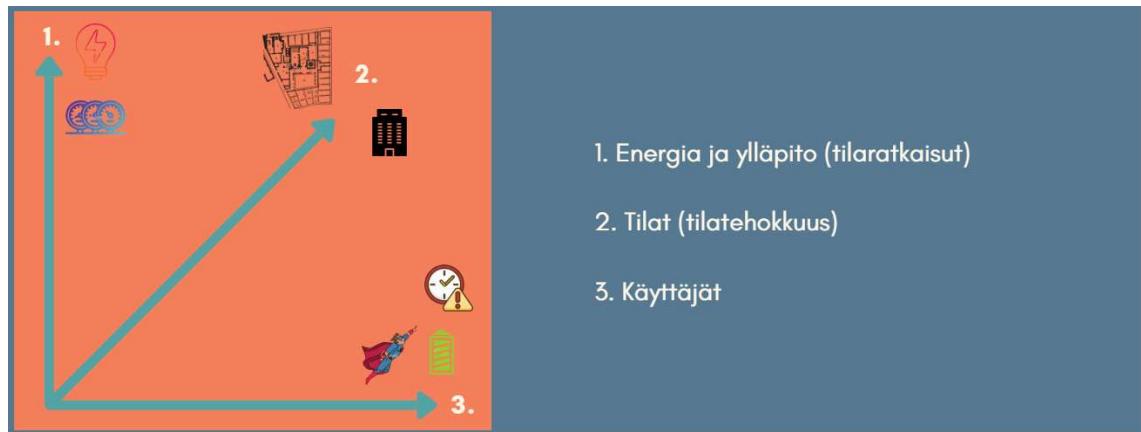 1.
2.
3.
1. Energia ja ylläpito (tilaratkaisut)
2. Tilat (tilatehokkuus)
3. Käyttäjät